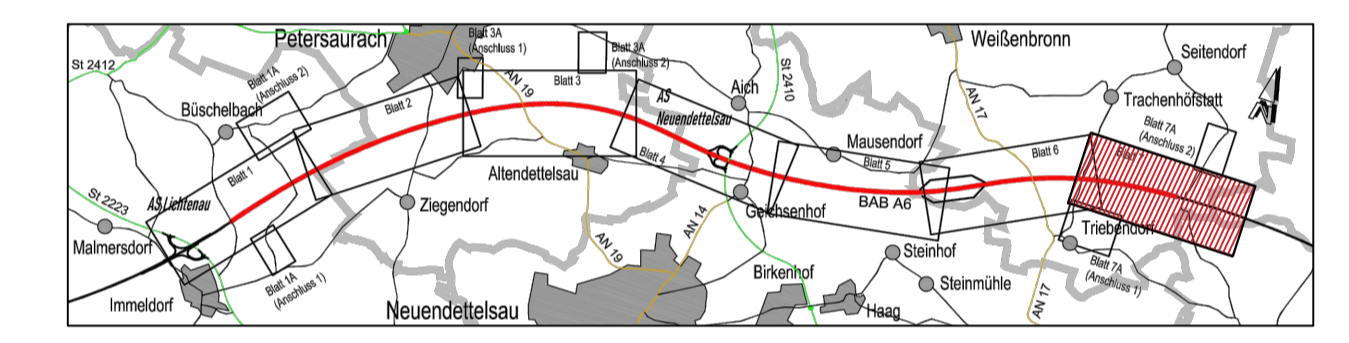 Petersaurach
Blatt 3A
(Anschluss 1)
Blatt 3A
(Anschluss 2)
Weißenbronn
Seitendorf
St 2412
Blatt 1A
(Anschluss 2)
Büschelbach
Blatt 2
AN 19
Blatt 3
AS
Neuendettelsau
Aich
St 2410
AN 17
Trachenhöfstatt
Blatt 7A
(Anschluss 2)
Mausendorf
Blatt 5
Blatt 6
Blatt 1
Altendettelsau
Blatt 4
St 2223
AS Lichtenau
Ziegendorf
Geichsenhof
BAB A6
Malmersdorf
AN 14
AN 19
Steinhof
Triebendorf
Blatt 1A
(Anschluss 1)
Birkenhof
Steinmühle
Blatt 7A
(Anschluss 1)
Immeldorf
Neuendettelsau
Haag
AN 17